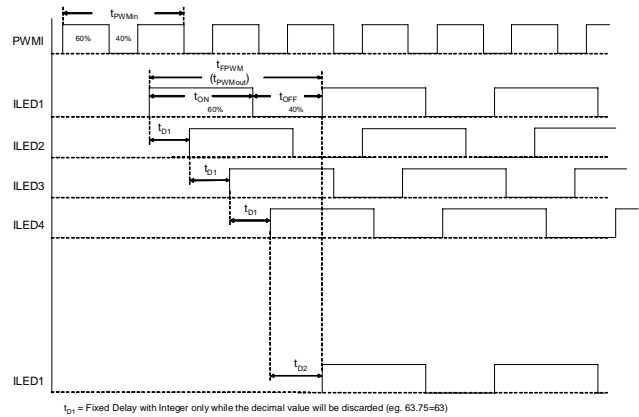 tPWMin
PWMI
60%
40%
tFPWM
(tPWMout)
ILED1
tON
tOFF
60%
40%
tD1
ILED2
tD1
ILED3
tD1
ILED4
tD2
ILED1
tD1 = Fixed Delay with Integer only while the decimal value will be discarded (eg. 63.75=63)